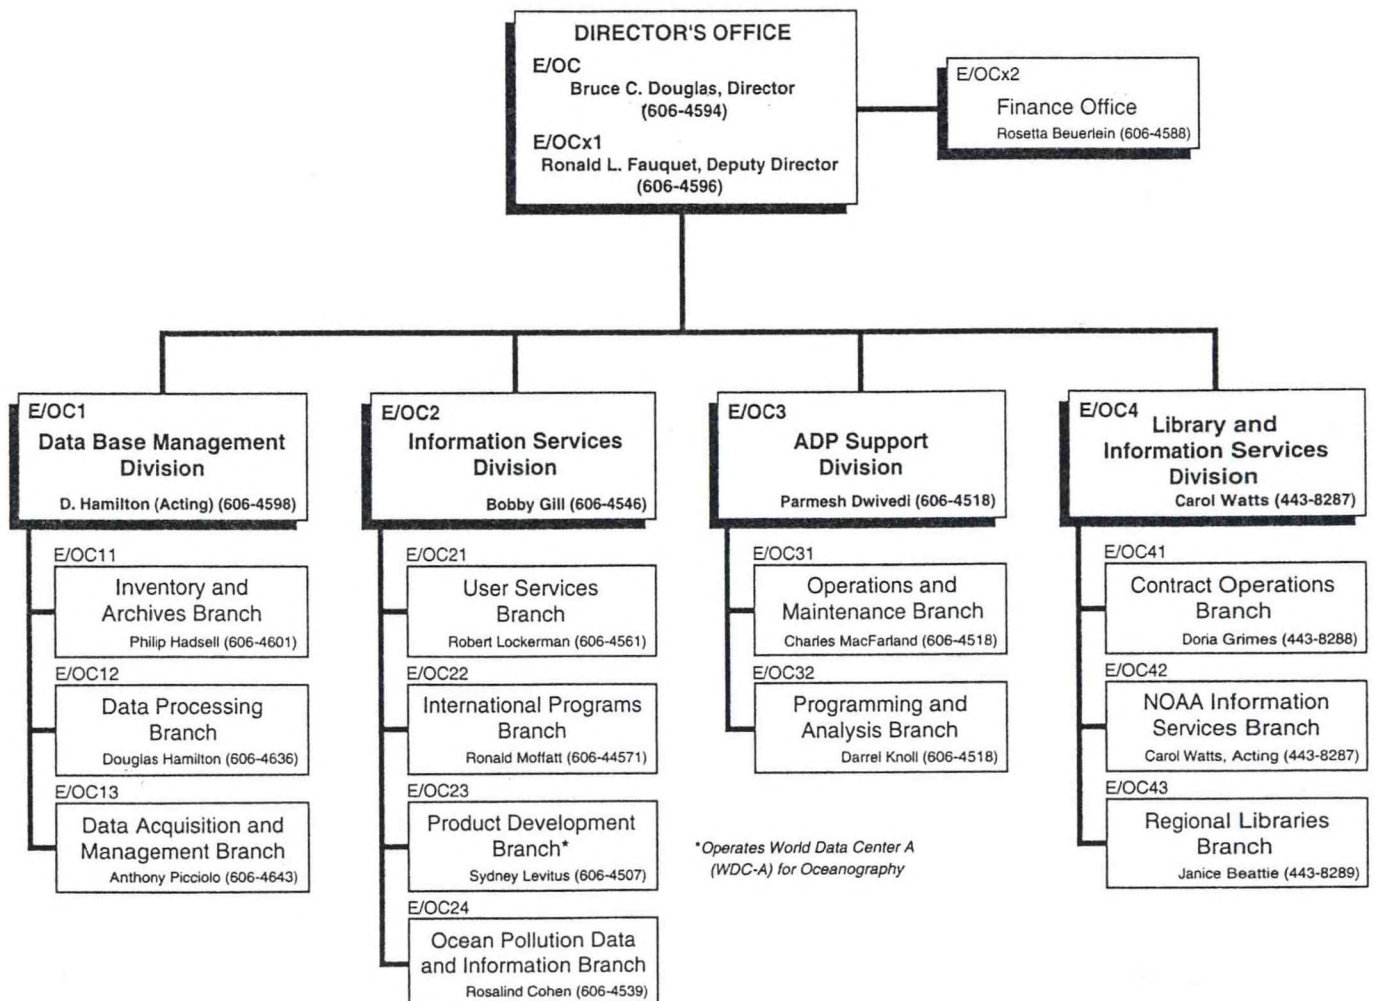 DIRECTOR'S OFFICE
E/OC
Bruce C. Douglas, Director
(606-4594)
E/OCx1
Ronald L. Fauquet, Deputy Director
(606-4596)
E/OCx2
Finance Office
Rosetta Beuerlein (606-4588)
E/OC1
Data Base Management
Division
D. Hamilton (Acting) (606-4598)
E/OC11
Inventory and
Archives Branch
Philip Hadsell (606-4601)
E/OC12
Data Processing
Branch
Douglas Hamilton (606-4636)
E/OC13
Data Acquisition and
Management Branch
Anthony Picciolo (606-4643)
E/OC2
Information Services
Division
Bobby Gill (606-4546)
E/OC21
User Services
Branch
Robert Lockerman (606-4561)
E/OC22
International Programs
Branch
Ronald Moffatt (606-44571)
E/OC23
Product Development
Branch*
Sydney Levitus (606-4507)
E/OC24
Ocean Pollution Data
and Information Branch
Rosalind Cohen (606-4539)
E/OC3
ADP Support
Division
Parmesh Dwivedi (606-4518)
E/OC31
Operations and
Maintenance Branch
Charles MacFarland (606-4518)
E/OC32
Programming and
Analysis Branch
Darrel Knoll (606-4518)
*Operates World Data Center A
(WDC-A) for Oceanography
E/OC4
Library and
Information Services
Division
Carol Watts (443-8287)
E/OC41
Contract Operations
Branch
Doria Grimes (443-8288)
E/OC42
NOAA Information
Services Branch
Carol Watts, Acting (443-8287)
E/OC43
Regional Libraries
Branch
Janice Beattie (443-8289)